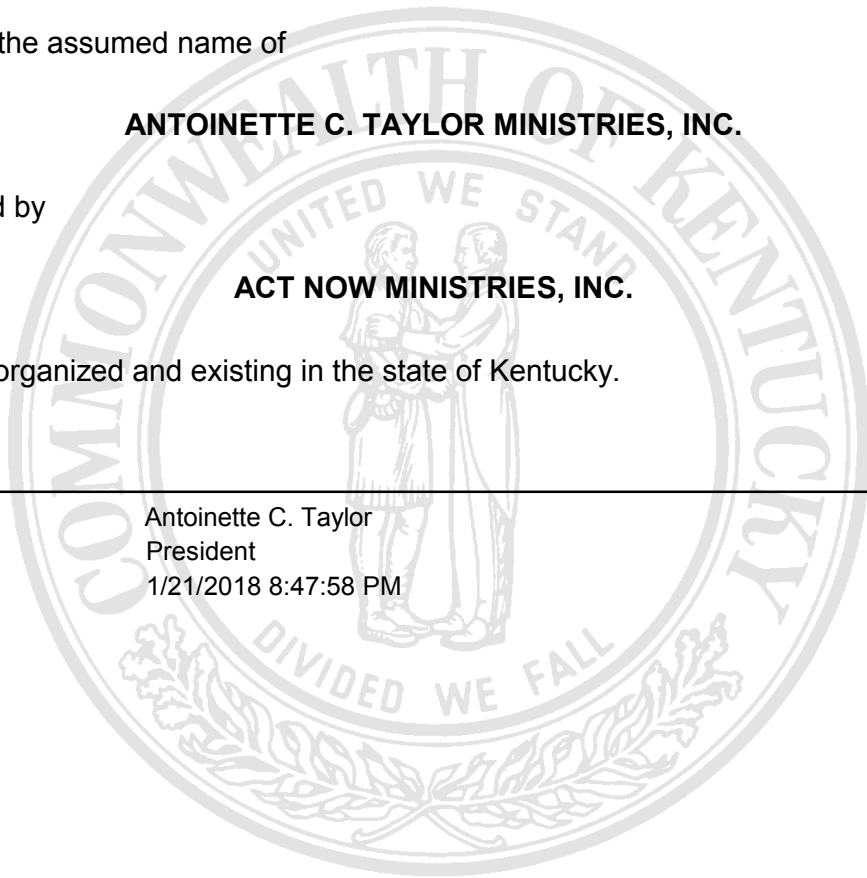 the assumed name of
ANTOINETTE C. TAYLOR MINISTRIES, INC.
d by
ACT NOW MINISTRIES, INC.
organized and existing in the state of Kentucky.
Antoinette C. Taylor
President
1/21/2018 8:47:58 PM
COMMONWEALTH OF KENTUCKY
UNITED WE STAND
DIVIDED WE FALL